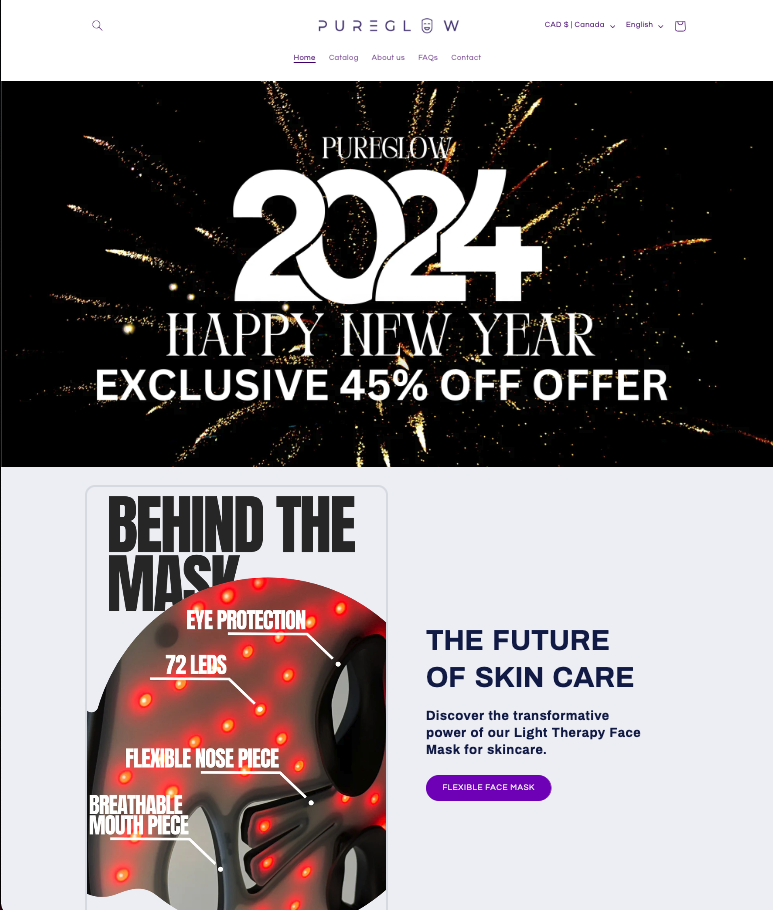 PUREGLOW
CAD $ | Canada
English
Home
Catalog
About us
FAQs
Contact
PUREGLOW
2024
HAPPY NEW YEAR
EXCLUSIVE 45% OFF OFFER
BEHIND THE
MASK
EYE PROTECTION
72 LEDS
FLEXIBLE NOSE PIECE
BREATHABLE
MOUTH PIECE
THE FUTURE
OF SKIN CARE
Discover the transformative
power of our Light Therapy Face
Mask for skincare.
FLEXIBLE FACE MASK